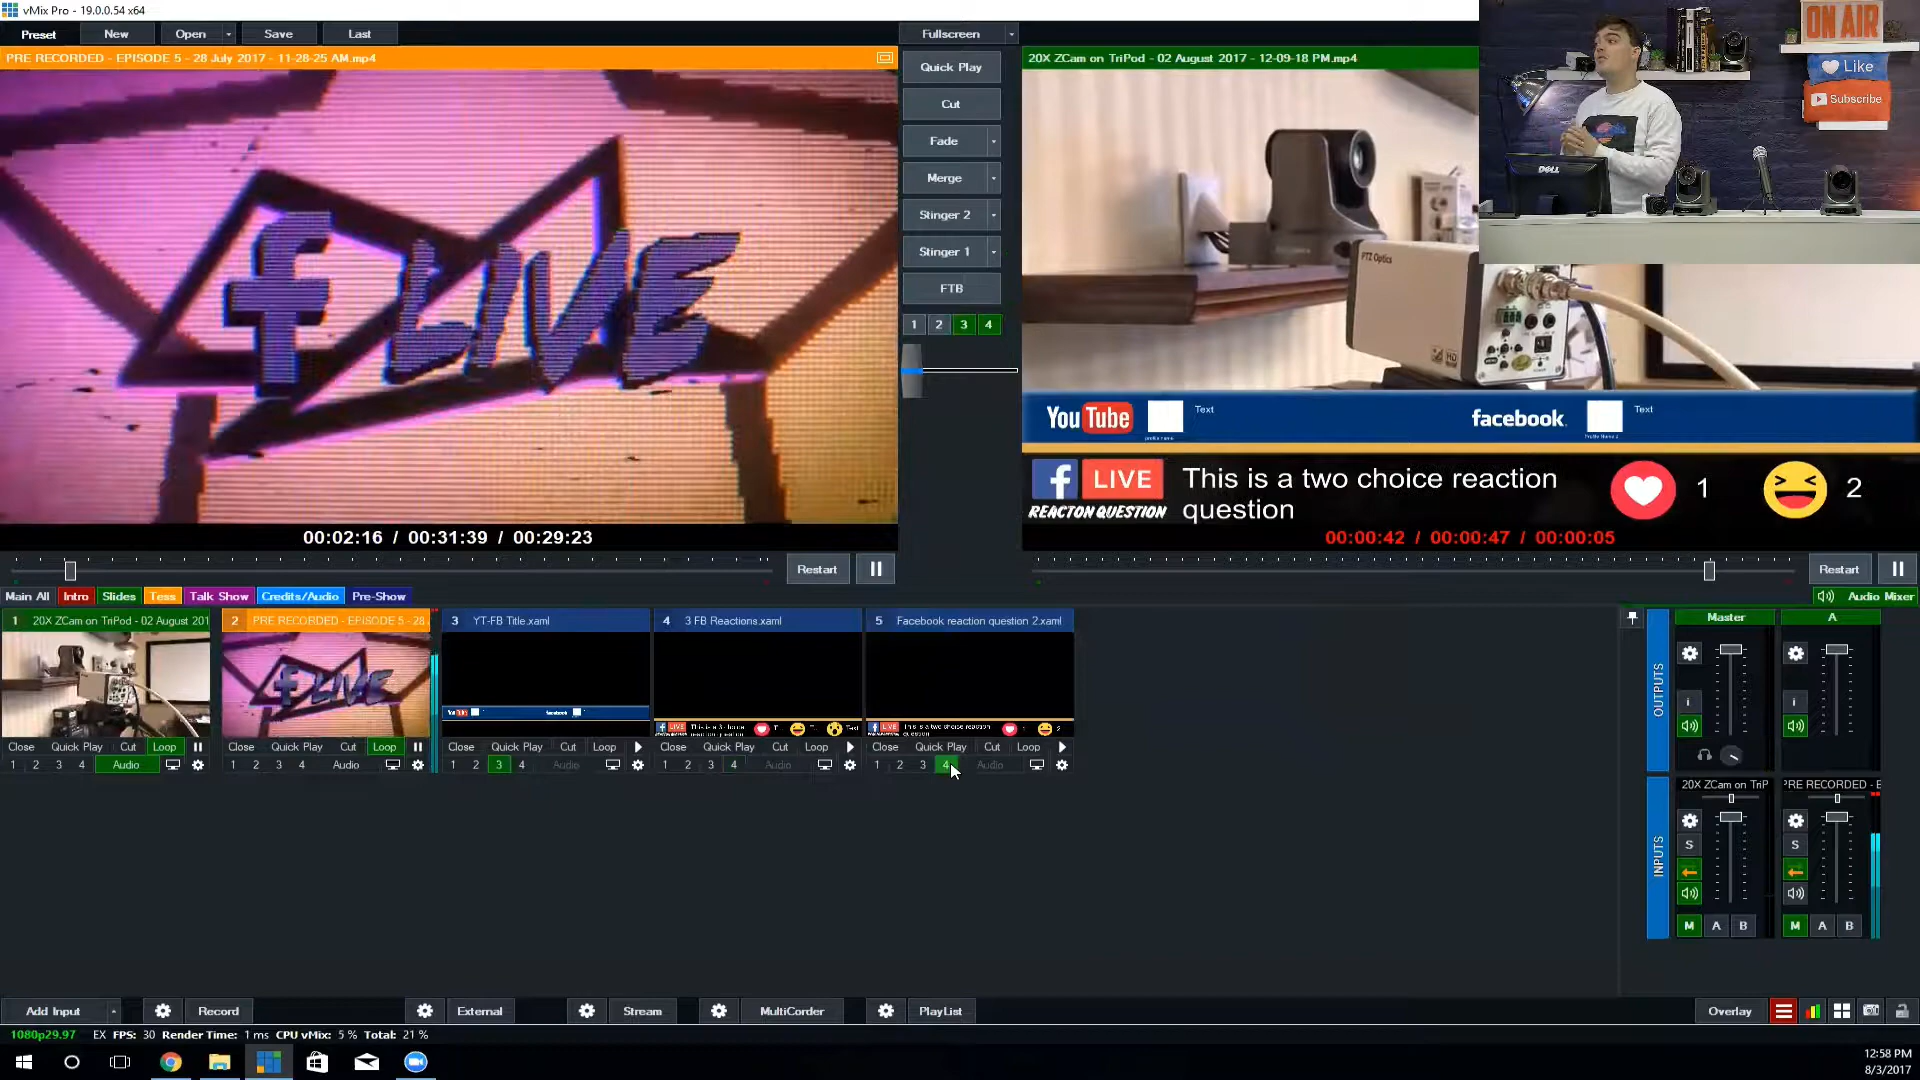 vMix Pro - 19.0.0.54 x64
Preset New Open Save Last Fullscreen
PRE RECORDED - EPISODE 5 - 28 July 2017 - 11-28-25 AM.mp4
f LIVE
00:02:16 / 00:31:39 / 00:29:23
Restart
Quick Play
Cut
Fade
Merge
Stinger 2
Stinger 1
FTB
1 2 3 4
20X ZCam on TriPod - 02 August 2017 - 12-09-18 PM.mp4
PTZ Optics
HD
ON AIR
Like
Subscribe
DELL
YouTube Text facebook. Text
f LIVE This is a two choice reaction
REACTON QUESTION question
1 2
00:00:42 / 00:00:47 / 00:00:05
Restart
Main All Intro Slides Tess Talk Show Credits/Audio Pre-Show
Audio Mixer
1 20X ZCam on TriPod - 02 August 201
Close Quick Play Cut Loop
1 2 3 4 Audio
2 PRE RECORDED - EPISODE 5 - 28
Close Quick Play Cut Loop
1 2 3 4 Audio
3 YT-FB Title.xaml
Close Quick Play Cut Loop
1 2 3 4 Audio
4 3 FB Reactions.xaml
Close Quick Play Cut Loop
1 2 3 4 Audio
5 Facebook reaction question 2.xaml
Close Quick Play Cut Loop
1 2 3 4 Audio
OUTPUTS
Master A
INPUTS
20X ZCam on TriP PRE RECORDED - E
S S
M A B M A B
Add Input Record External Stream MultiCorder PlayList Overlay
1080p29.97 EX FPS: 30 Render Time: 1 ms CPU vMix: 5 % Total: 21 %
12:58 PM
8/3/2017